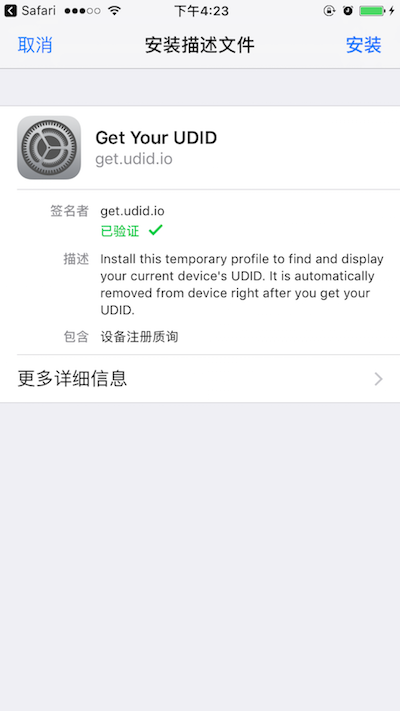 Safari 下午4:23
取消 安装描述文件 安装
Get Your UDID
get.udid.io
签名者 get.udid.io
已验证
描述 Install this temporary profile to find and display
your current device's UDID. It is automatically
removed from device right after you get your
UDID.
包含 设备注册质询
更多详细信息